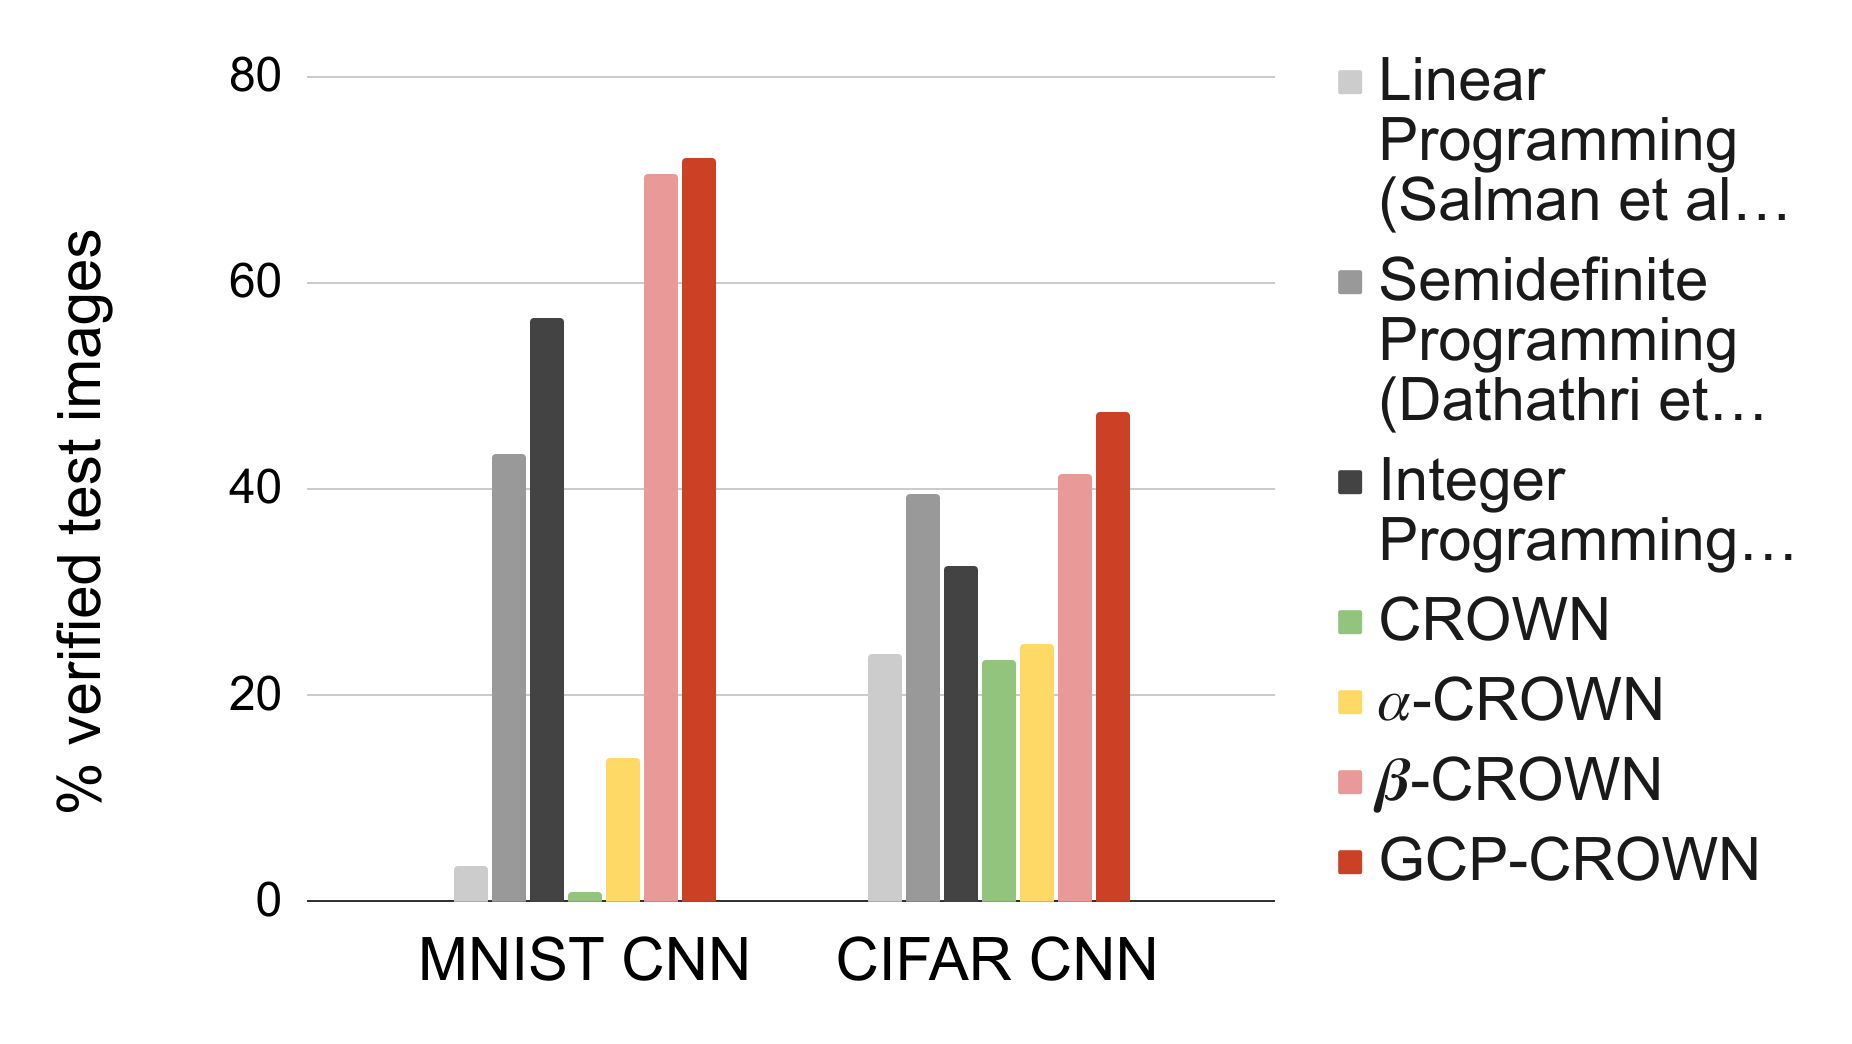 % verified test images
80
60
40
20
0
MNIST CNN
CIFAR CNN
Linear
Programming
(Salman et al…
Semidefinite
Programming
(Dathathri et…
Integer
Programming…
CROWN
α-CROWN
β-CROWN
GCP-CROWN